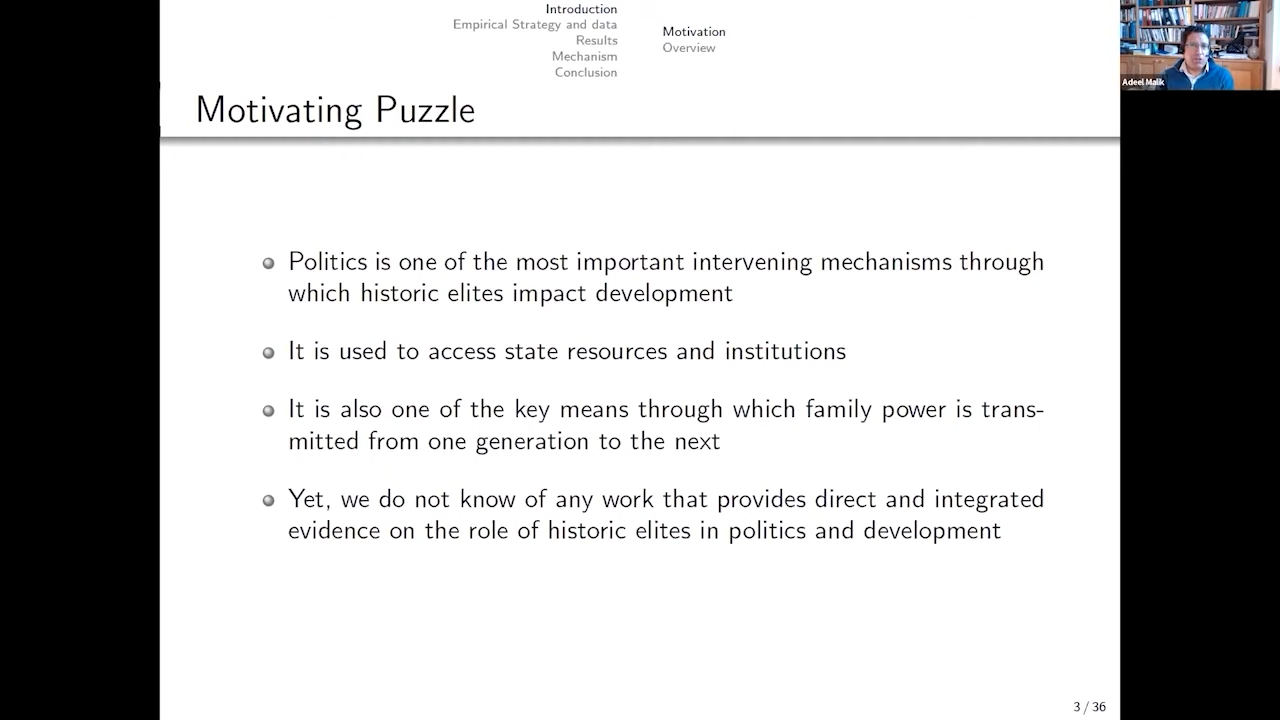 Introduction
Empirical Strategy and data
Results
Mechanism
Conclusion
Motivation
Overview
Adeel Malik
Motivating Puzzle
Politics is one of the most important intervening mechanisms through
which historic elites impact development
It is used to access state resources and institutions
It is also one of the key means through which family power is trans-
mitted from one generation to the next
Yet, we do not know of any work that provides direct and integrated
evidence on the role of historic elites in politics and development
3 / 36